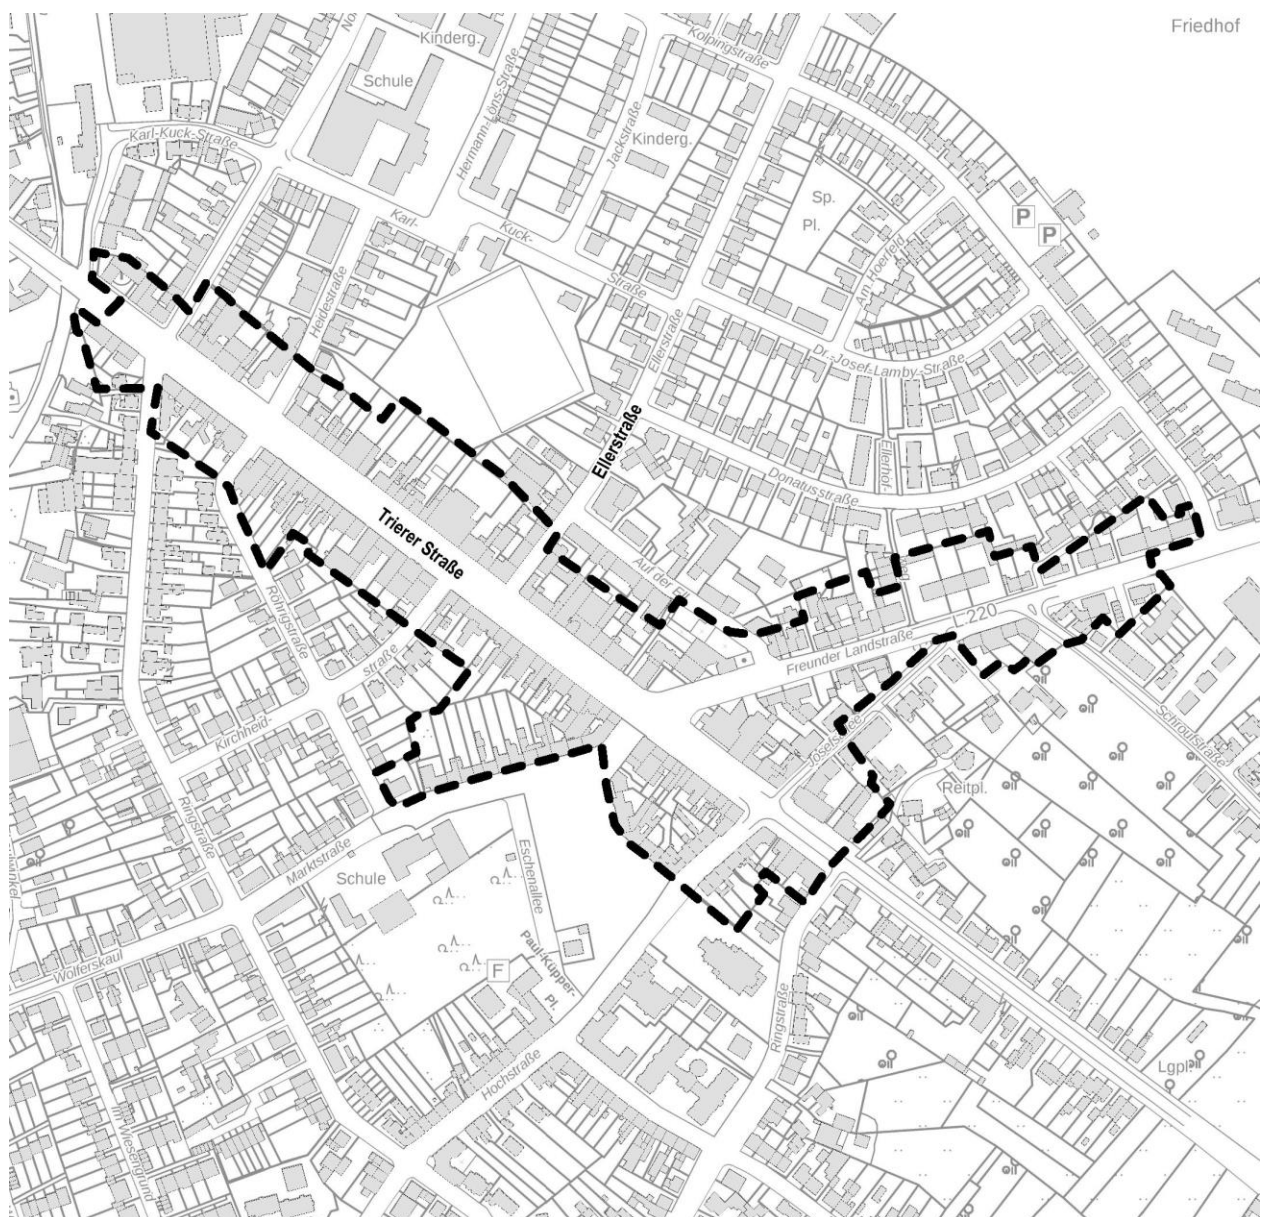 Friedhof
Kinderg.
Kolpingstraße
Schule
Hermann-Löns-Straße
Jackstraße
Kinderg.
Karl-Kuck-Straße
Sp.
Pl.
P
P
Karl-
Kuck-
Straße
Am Hoerfeld
Heidestraße
Ellerstraße
Dr.-Josef-Lamby-Straße
Ellerstraße
Donatusstraße
Ellerhof-
Trierer Straße
Auf der
L 220
Freunder Landstraße
Röhrigstraße
straße
Kirchheid-
Schroufstraße
Reitpl.
Ringstraße
Marktstraße
Schule
Eschenallee
Wolferskaul
Paul-Küpper-
Pl.
F
Ringstraße
Hochstraße
Lgpl.
Im Wiesengrund